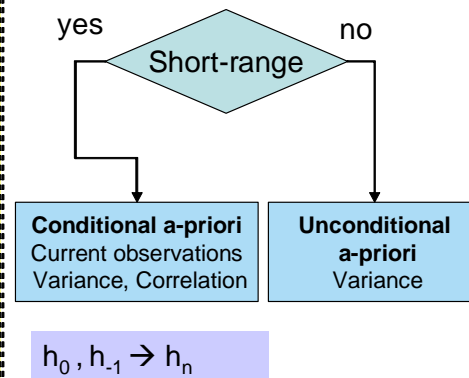 yes
no
Short-range
Conditional a-priori
Current observations
Variance, Correlation
Unconditional
a-priori
Variance
h₀ , h₋₁ → hₙ